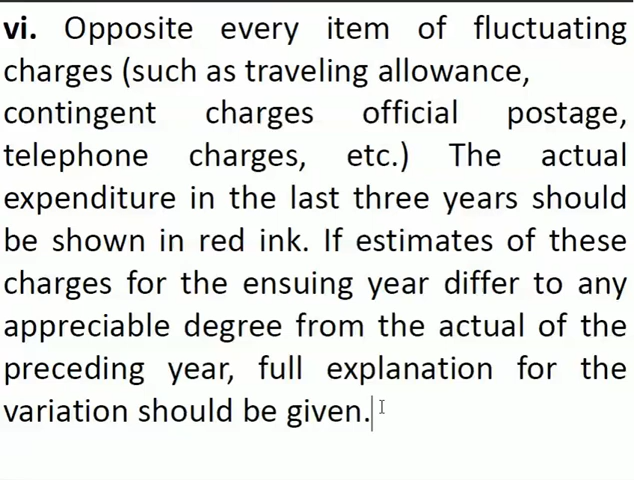 vi. Opposite every item of fluctuating
charges (such as traveling allowance,
contingent charges official postage,
telephone charges, etc.) The actual
expenditure in the last three years should
be shown in red ink. If estimates of these
charges for the ensuing year differ to any
appreciable degree from the actual of the
preceding year, full explanation for the
variation should be given.